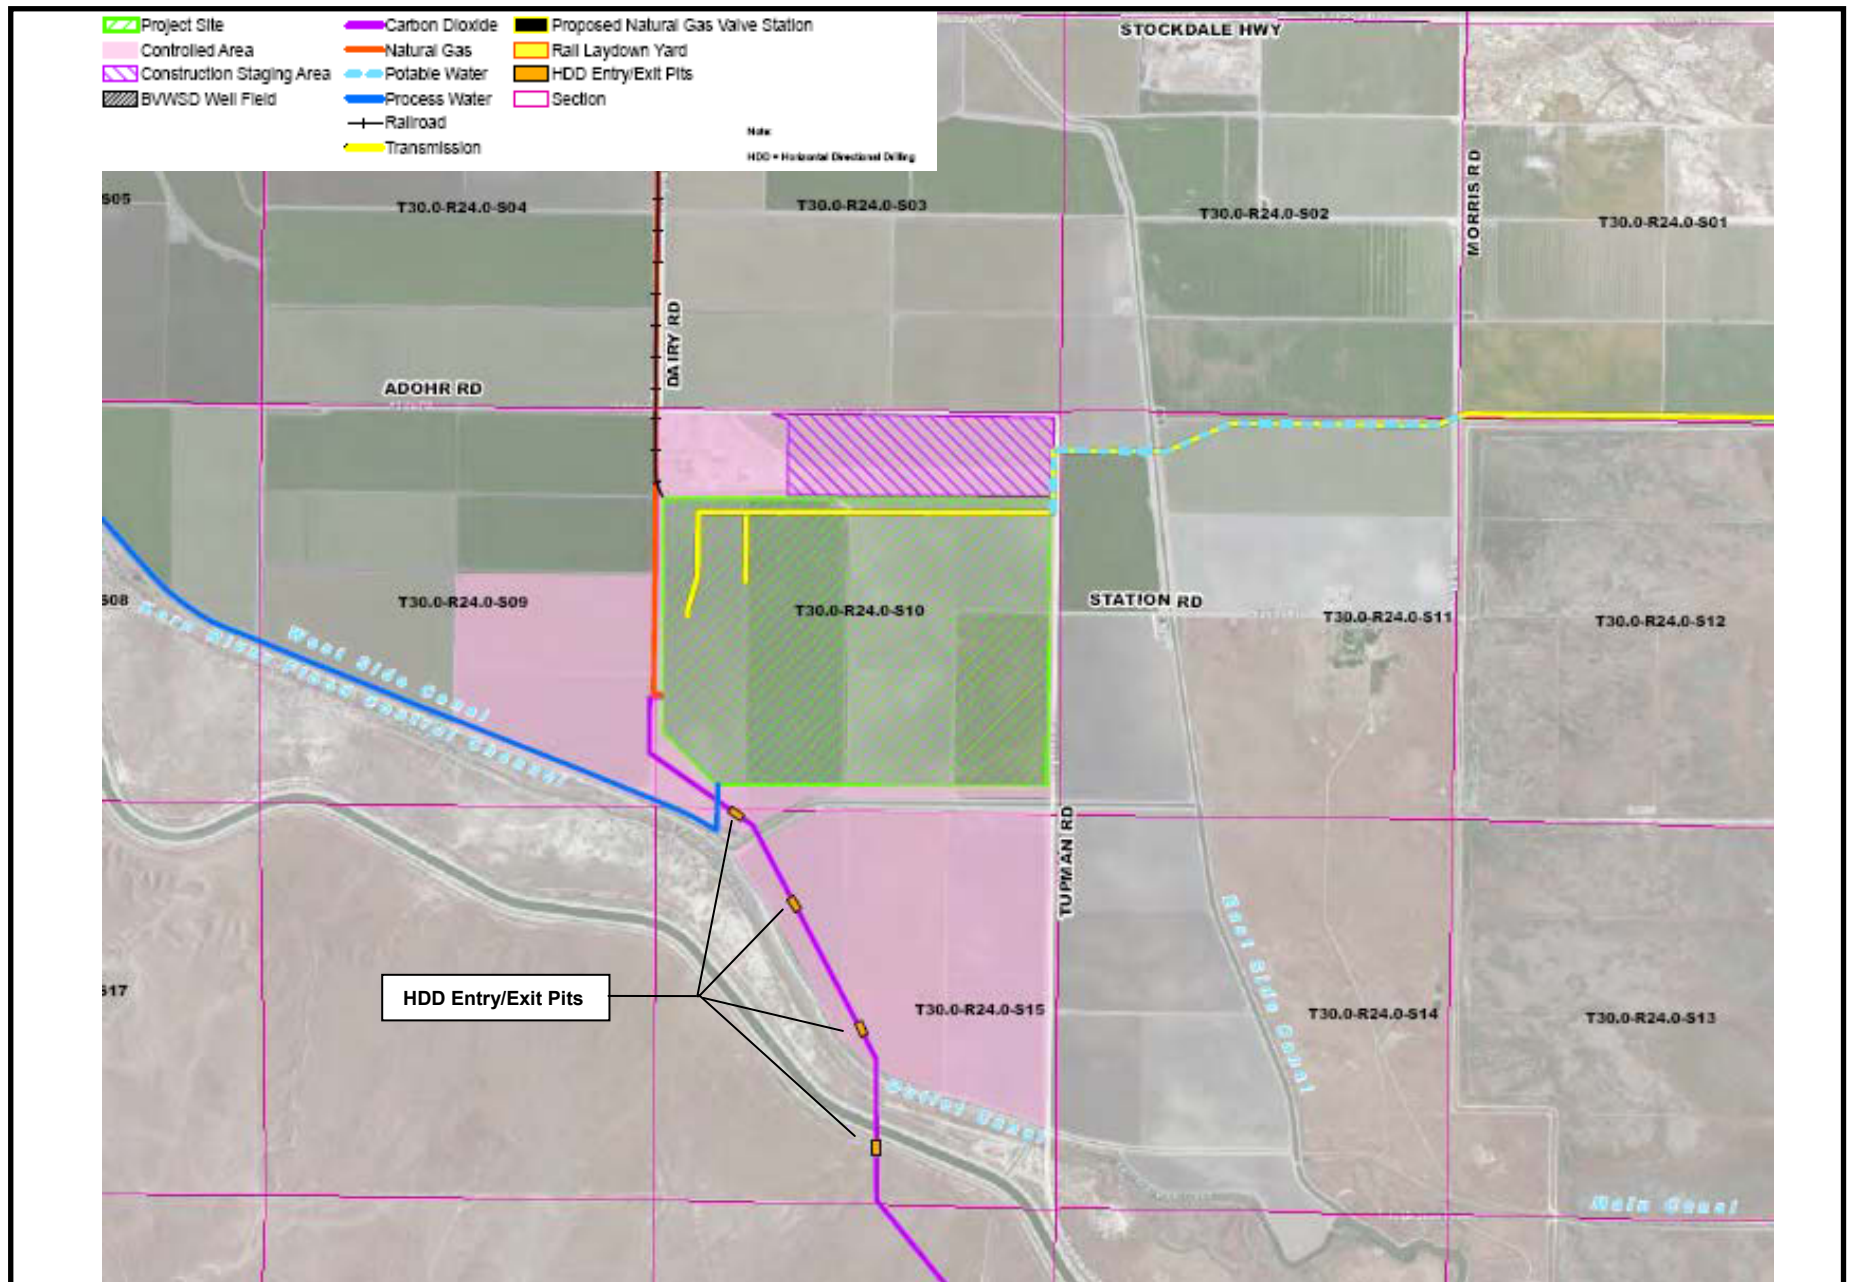 Project Site
Controlled Area
Construction Staging Area
BVWSD Well Field
Carbon Dioxide
Natural Gas
Potable Water
Process Water
Railroad
Transmission
Proposed Natural Gas Valve Station
Rail Laydown Yard
HDD Entry/Exit Pits
Section
Note:
HDD = Horizontal Directional Drilling
STOCKDALE HWY
MORRIS RD
S05
T30.0-R24.0-S04
T30.0-R24.0-S03
T30.0-R24.0-S02
T30.0-R24.0-S01
DAIRY RD
ADOHR RD
S08
T30.0-R24.0-S09
T30.0-R24.0-S10
STATION RD
T30.0-R24.0-S11
T30.0-R24.0-S12
West Side Canal
Kern River Flood Control Channel
TUPMAN RD
East Side Canal
HDD Entry/Exit Pits
S17
T30.0-R24.0-S15
T30.0-R24.0-S14
T30.0-R24.0-S13
Outlet Canal
Main Canal